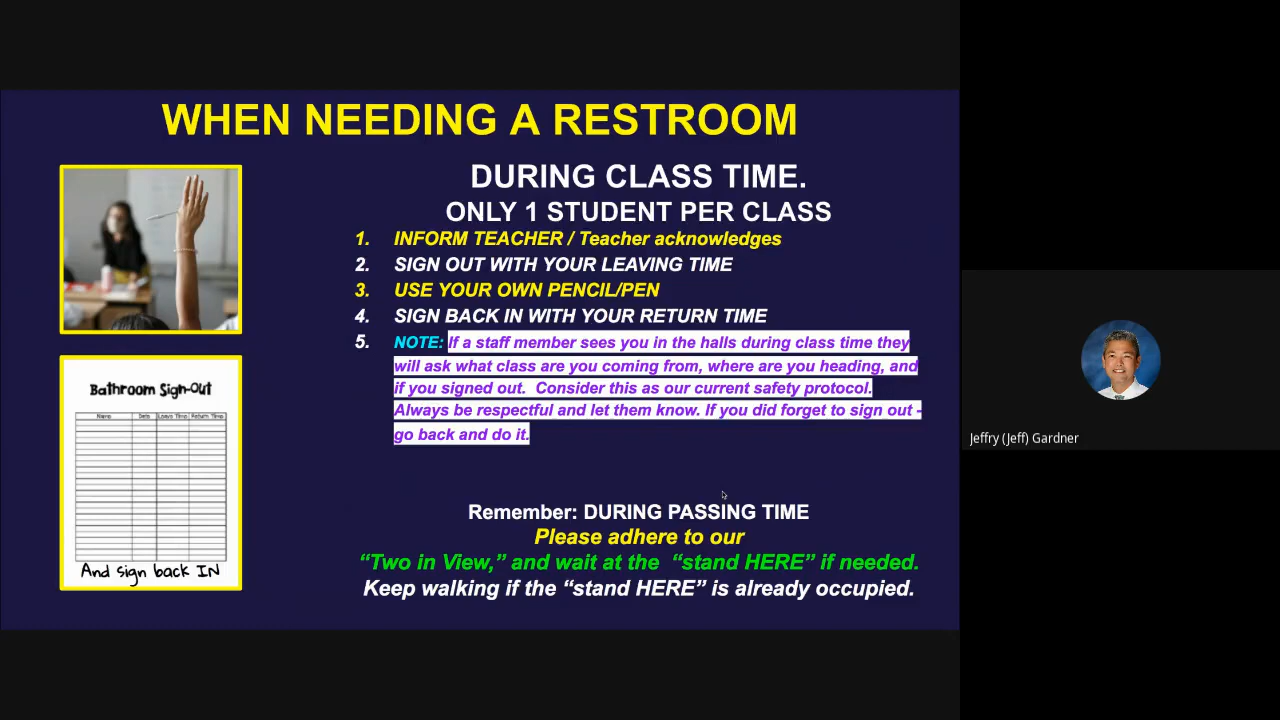 WHEN NEEDING A RESTROOM
DURING CLASS TIME.
ONLY 1 STUDENT PER CLASS
1. INFORM TEACHER / Teacher acknowledges
2. SIGN OUT WITH YOUR LEAVING TIME
3. USE YOUR OWN PENCIL/PEN
4. SIGN BACK IN WITH YOUR RETURN TIME
5. NOTE: If a staff member sees you in the halls during class time they
will ask what class are you coming from, where are you heading, and
if you signed out. Consider this as our current safety protocol.
Always be respectful and let them know. If you did forget to sign out -
go back and do it.
Bathroom Sign-Out
Name Date Leave Time Return Time
And sign back IN
Remember: DURING PASSING TIME
Please adhere to our
“Two in View,” and wait at the “stand HERE” if needed.
Keep walking if the “stand HERE” is already occupied.
Jeffry (Jeff) Gardner